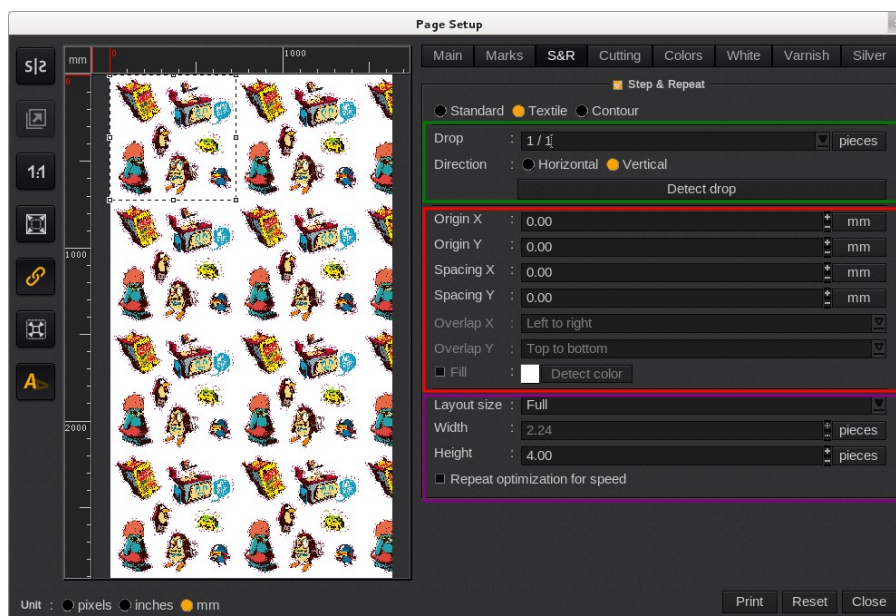 Page Setup
S|S
mm
0
1000
Main Marks S&R Cutting Colors White Varnish Silver
0
Step & Repeat
Standard Textile Contour
Drop : 1 / 1 pieces
Direction : Horizontal Vertical
Detect drop
1:1
Origin X : 0.00 mm
Origin Y : 0.00 mm
1000
Spacing X : 0.00 mm
Spacing Y : 0.00 mm
Overlap X : Left to right
Overlap Y : Top to bottom
Fill : Detect color
A
Layout size : Full
2000
Width : 2.24 pieces
Height : 4.00 pieces
Repeat optimization for speed
Unit : pixels inches mm
Print Reset Close